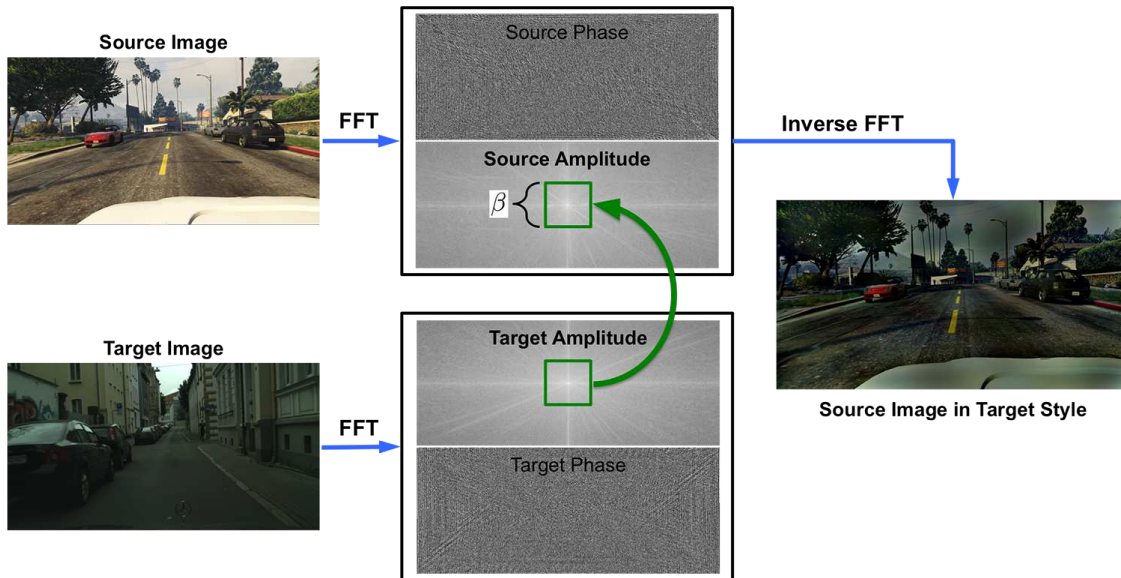 Source Image
FFT
Source Phase
Source Amplitude
β
Inverse FFT
Source Image in Target Style
Target Image
FFT
Target Amplitude
Target Phase